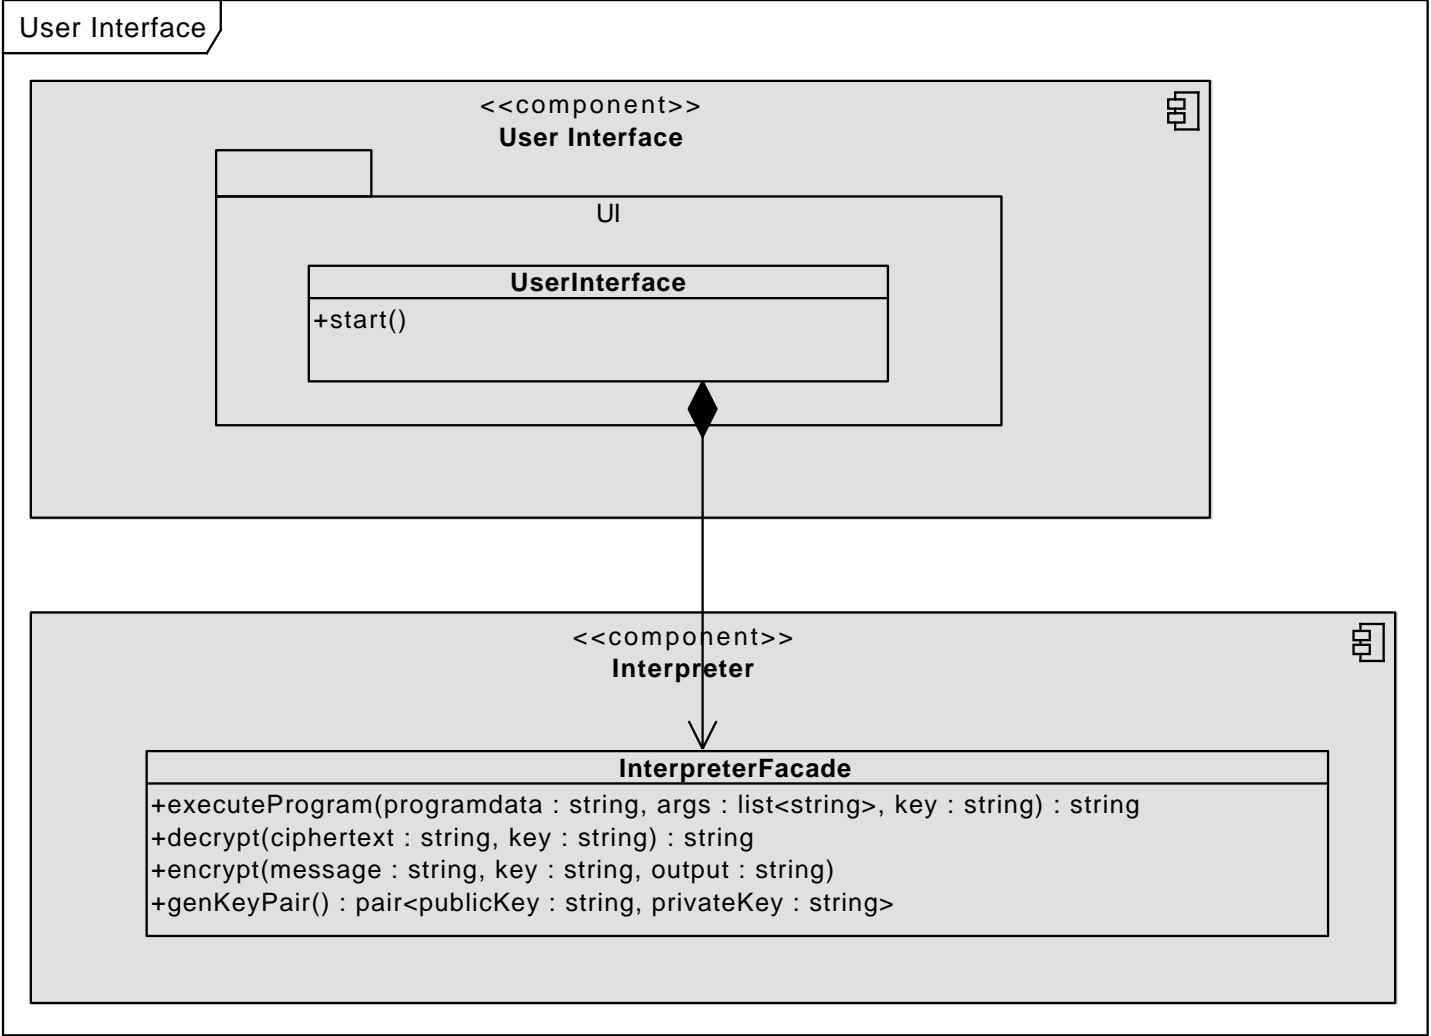 User Interface
<<component>>
User Interface
UI
UserInterface
+start()
<<component>>
Interpreter
InterpreterFacade
+executeProgram(programdata : string, args : list<string>, key : string) : string
+decrypt(ciphertext : string, key : string) : string
+encrypt(message : string, key : string, output : string)
+genKeyPair() : pair<publicKey : string, privateKey : string>